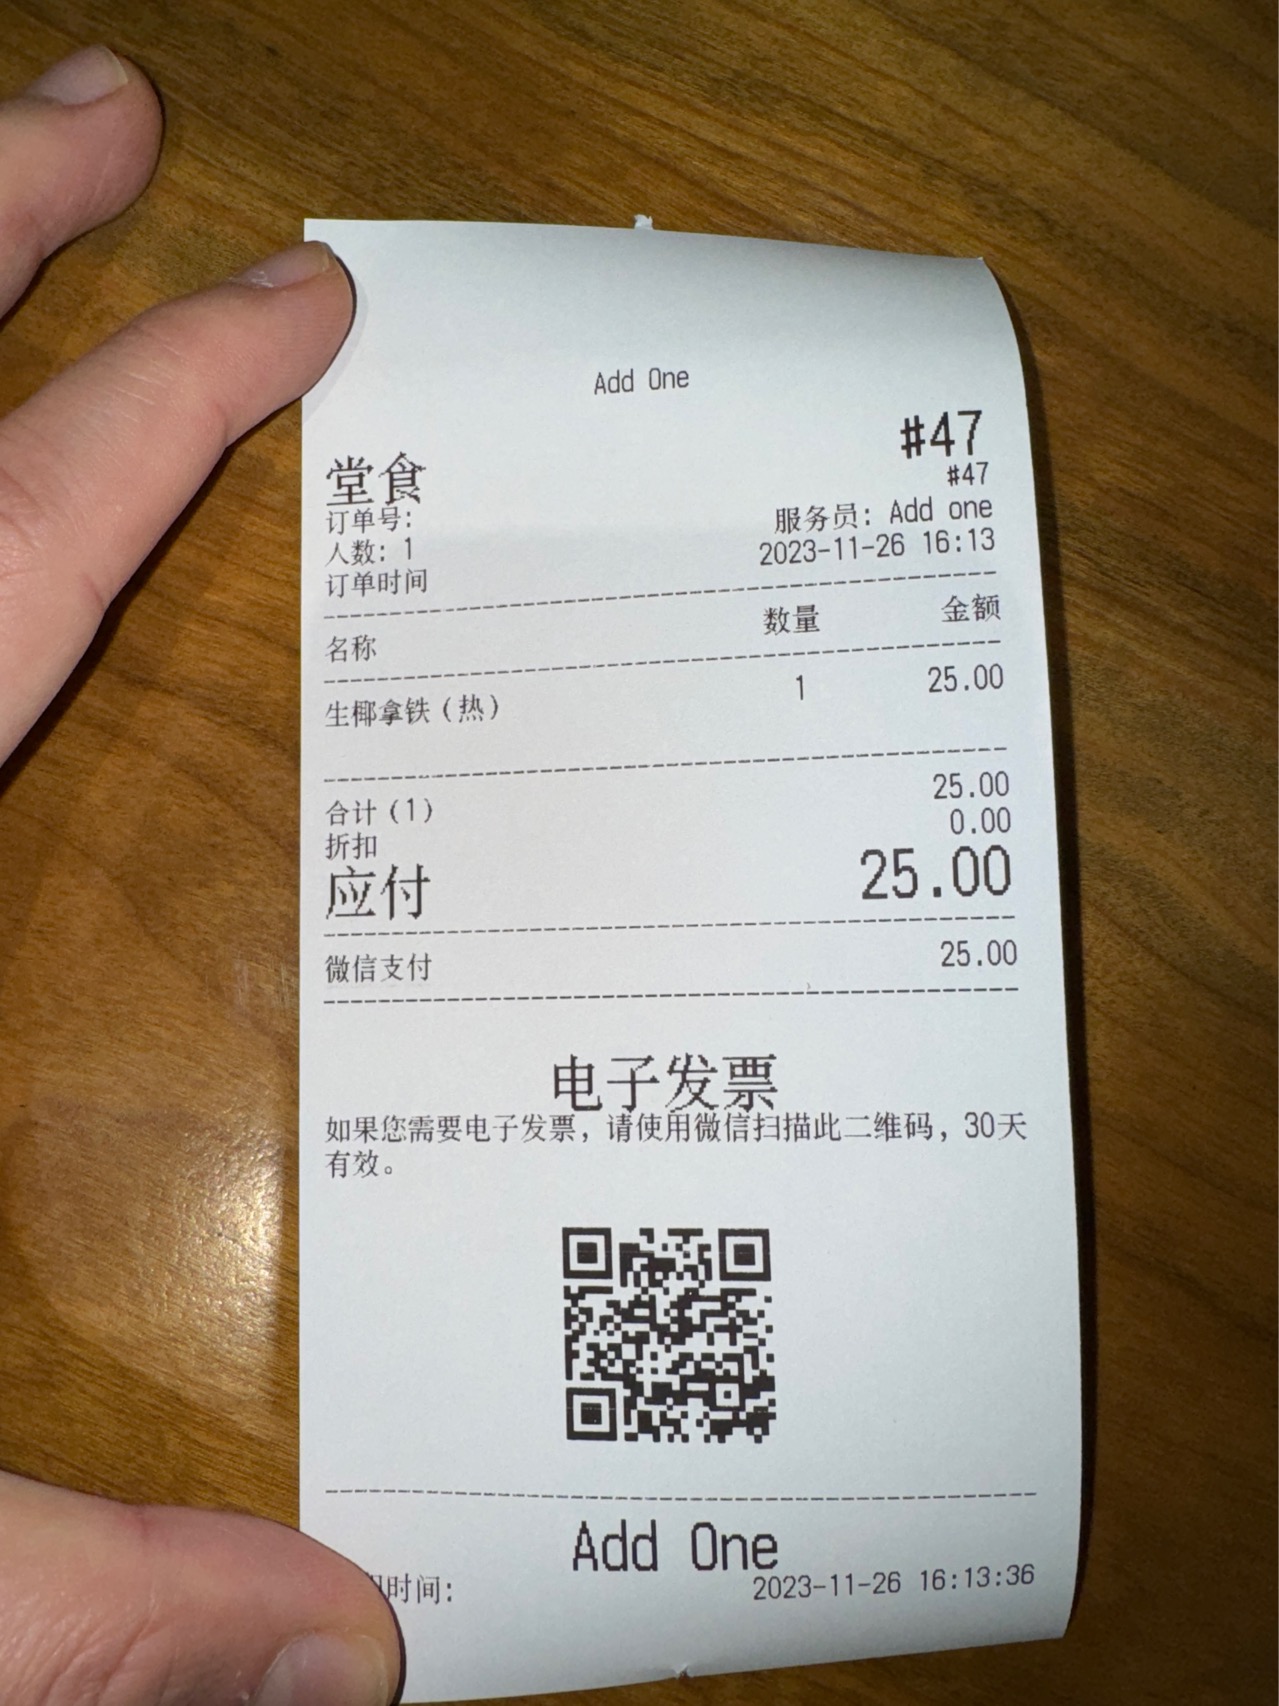 Add One
#47
堂食
#47
订单号:
服务员: Add one
人数: 1
2023-11-26 16:13
订单时间
名称 数量 金额
生椰拿铁(热) 1 25.00
合计(1) 25.00
折扣 0.00
应付 25.00
微信支付 25.00
电子发票
如果您需要电子发票, 请使用微信扫描此二维码, 30天
有效。
Add One
时间: 2023-11-26 16:13:36